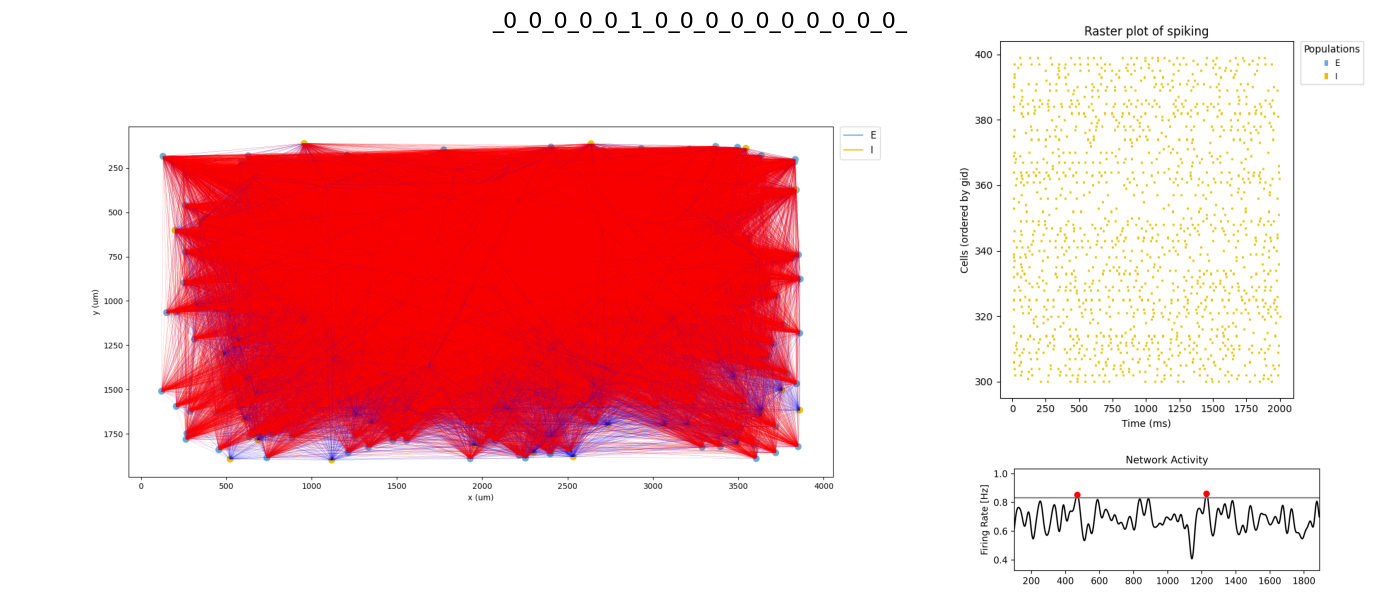 _0_0_0_0_0_1_0_0_0_0_0_0_0_0_0_0_
Raster plot of spiking
Populations
E
I
400
380
360
340
320
300
Cells (ordered by gid)
0 250 500 750 1000 1250 1500 1750 2000
Time (ms)
E
I
250
500
750
1000
1250
1500
1750
y (um)
0 500 1000 1500 2000 2500 3000 3500 4000
x (um)
Network Activity
1.0
0.8
0.6
0.4
Firing Rate [Hz]
200 400 600 800 1000 1200 1400 1600 1800